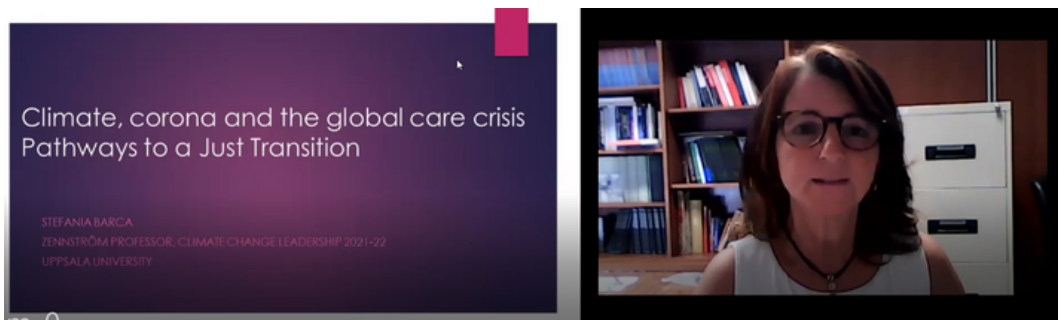 Climate, corona and the global care crisis
Pathways to a Just Transition
STEFANIA BARCA
ZENNSTRÖM PROFESSOR, CLIMATE CHANGE LEADERSHIP 2021-22
UPPSALA UNIVERSITY